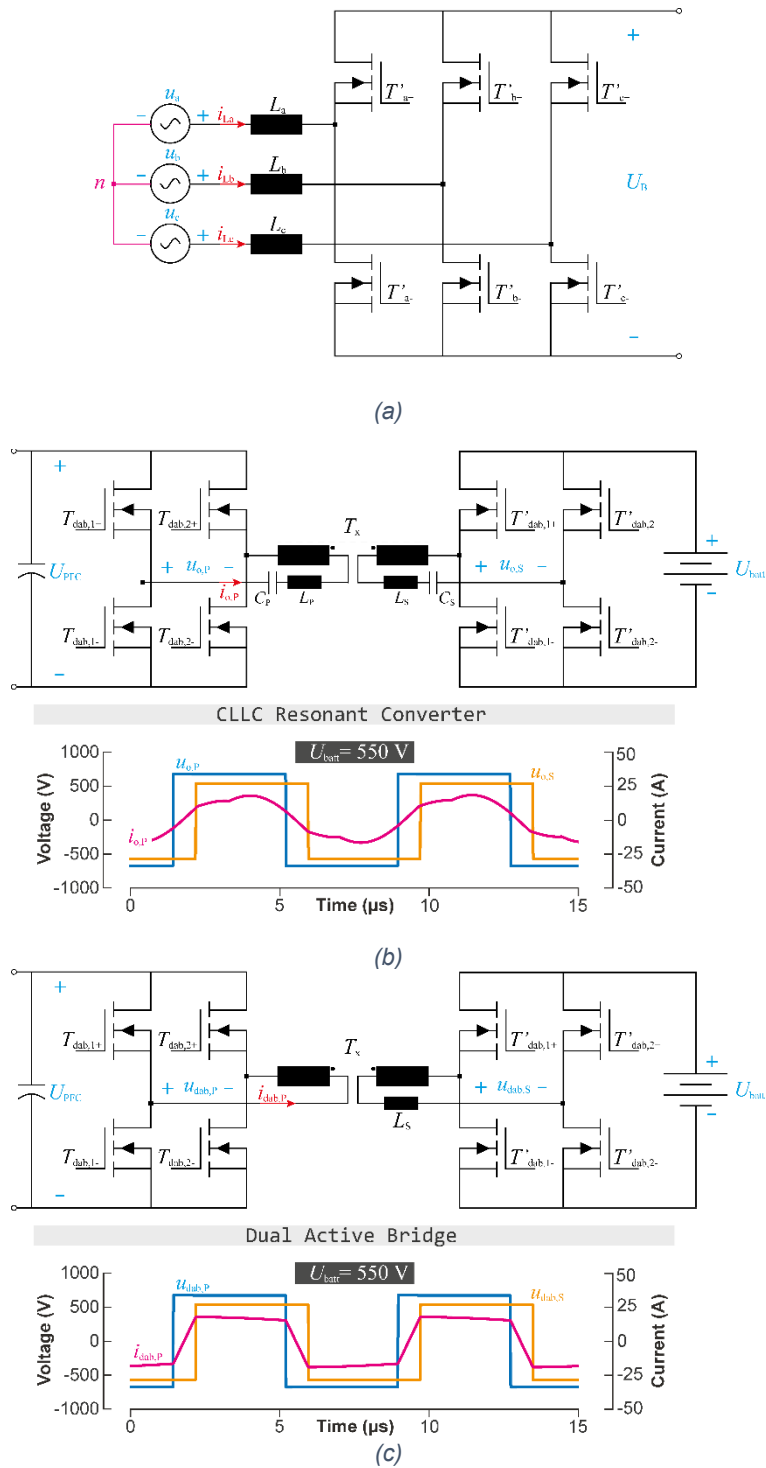 +
T'a+ T'b+ T'c+
ua
− + iLa La
ub
n − + iLb Lb UB
uc
− + iLc Lc
T'a- T'b- T'c-
−
(a)
+
Tdab,1+ Tdab,2+ Tx T'dab,1+ T'dab,2
+
UPFC + uo,P − + uo,S − Ubatt
io,P CP LP LS CS −
Tdab,1- Tdab,2- T'dab,1- T'dab,2-
−
CLLC Resonant Converter
Ubatt= 550 V
1000 uo,P uo,S 50
500 25
0 0
io,P
-500 -25
-1000 -50
Voltage (V)
Current (A)
0 5 10 15
Time (µs)
(b)
+
Tdab,1+ Tdab,2+ Tx T'dab,1+ T'dab,2+
+
UPFC + udab,P − idab,P + udab,S − Ubatt
LS −
Tdab,1- Tdab,2- T'dab,1- T'dab,2-
−
Dual Active Bridge
Ubatt= 550 V
1000 udab,P udab,S 50
500 25
0 0
idab,P
-500 -25
-1000 -50
Voltage (V)
Current (A)
0 5 10 15
Time (µs)
(c)